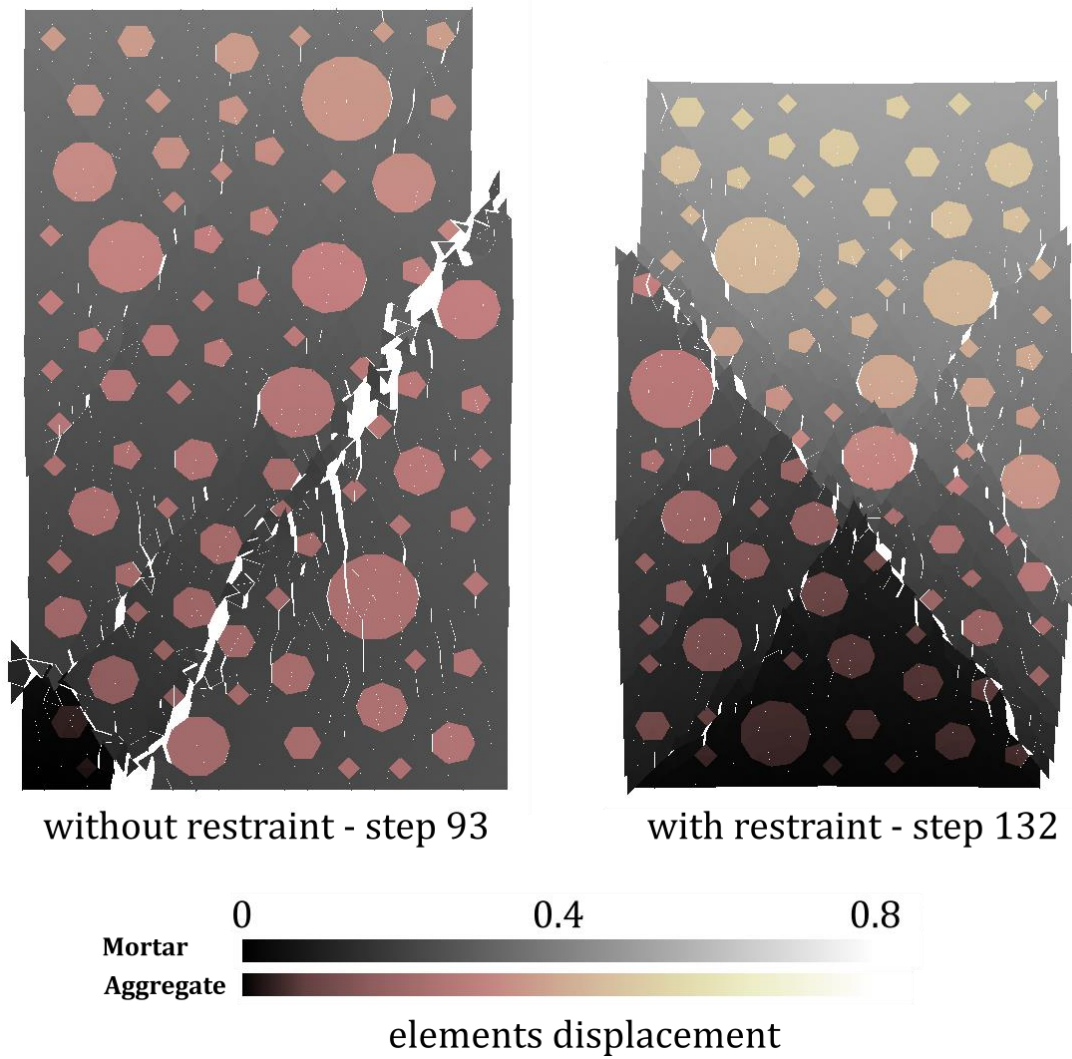 without restraint - step 93
with restraint - step 132
0 0.4 0.8
Mortar
Aggregate
elements displacement